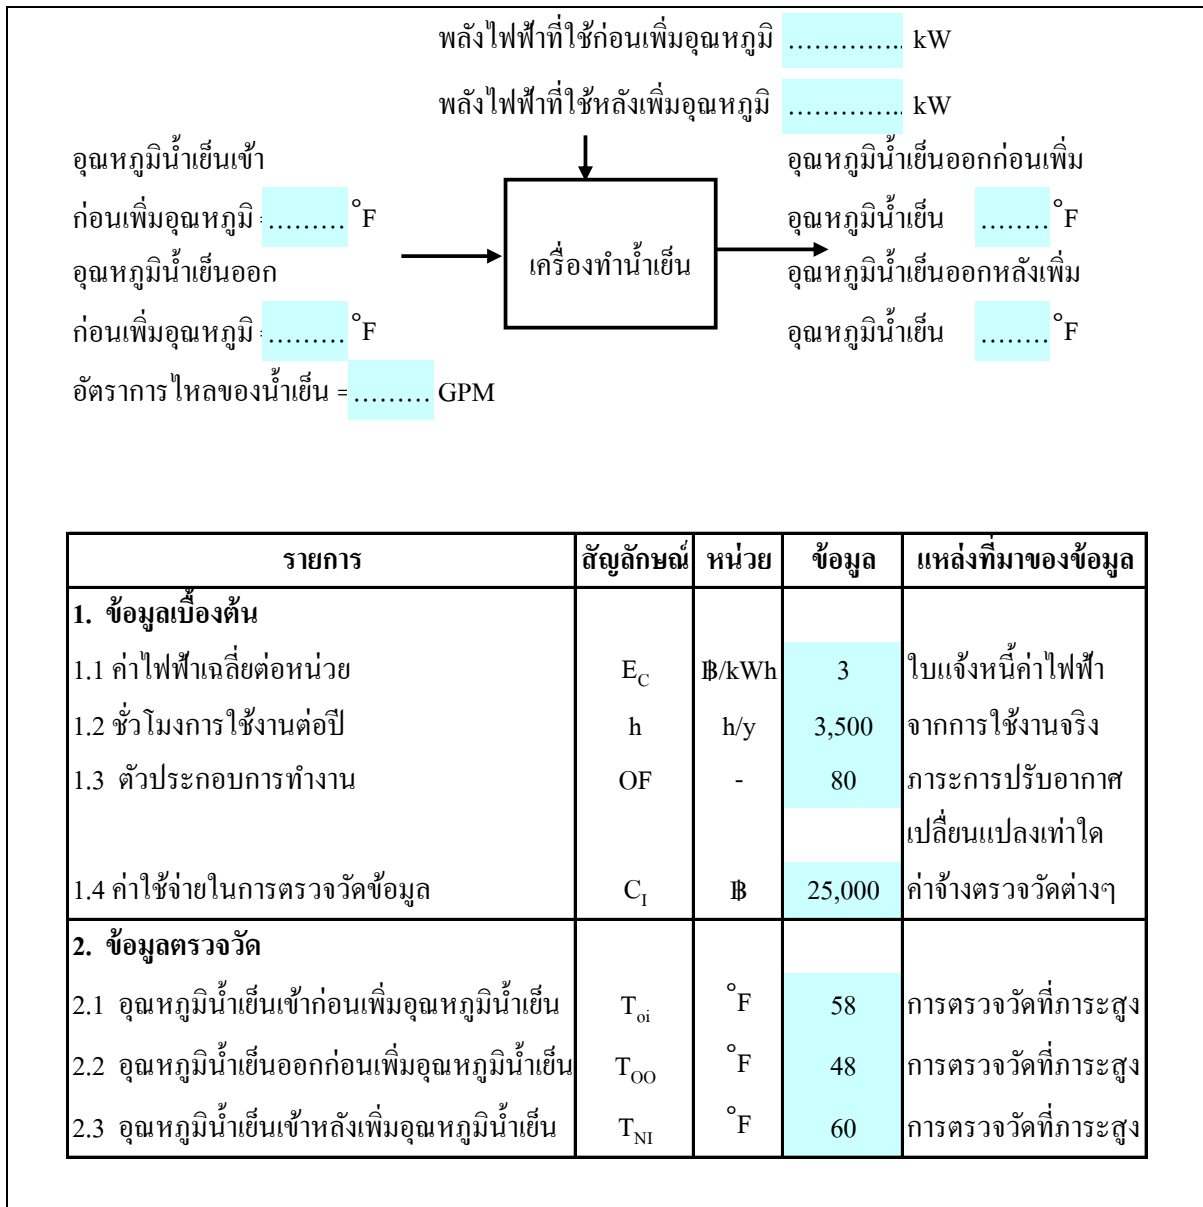 พลังไฟฟ้าที่ใช้ก่อนเพิ่มอุณหภูมิ ………….. kW
พลังไฟฟ้าที่ใช้หลังเพิ่มอุณหภูมิ ………….. kW
อุณหภูมิน้ำเย็นเข้า
ก่อนเพิ่มอุณหภูมิ = ……… °F
อุณหภูมิน้ำเย็นออก
ก่อนเพิ่มอุณหภูมิ = ……… °F
อัตราการไหลของน้ำเย็น = ……… GPM
เครื่องทำน้ำเย็น
อุณหภูมิน้ำเย็นออกก่อนเพิ่ม
อุณหภูมิน้ำเย็น …….. °F
อุณหภูมิน้ำเย็นออกหลังเพิ่ม
อุณหภูมิน้ำเย็น …….. °F
รายการ สัญลักษณ์ หน่วย ข้อมูล แหล่งที่มาของข้อมูล
1. ข้อมูลเบื้องต้น
1.1 ค่าไฟฟ้าเฉลี่ยต่อหน่วย E_C ฿/kWh 3 ใบแจ้งหนี้ค่าไฟฟ้า
1.2 ชั่วโมงการใช้งานต่อปี h h/y 3,500 จากการใช้งานจริง
1.3 ตัวประกอบการทำงาน OF - 80 ภาระการปรับอากาศ
เปลื่ยนแปลงเท่าใด
1.4 ค่าใช้จ่ายในการตรวจวัดข้อมูล C_I ฿ 25,000 ค่าจ้างตรวจวัดต่างๆ
2. ข้อมูลตรวจวัด
2.1 อุณหภูมิน้ำเย็นเข้าก่อนเพิ่มอุณหภูมิน้ำเย็น T_oi °F 58 การตรวจวัดที่ภาระสูง
2.2 อุณหภูมิน้ำเย็นออกก่อนเพิ่มอุณหภูมิน้ำเย็น T_OO °F 48 การตรวจวัดที่ภาระสูง
2.3 อุณหภูมิน้ำเย็นเข้าหลังเพิ่มอุณหภูมิน้ำเย็น T_NI °F 60 การตรวจวัดที่ภาระสูง